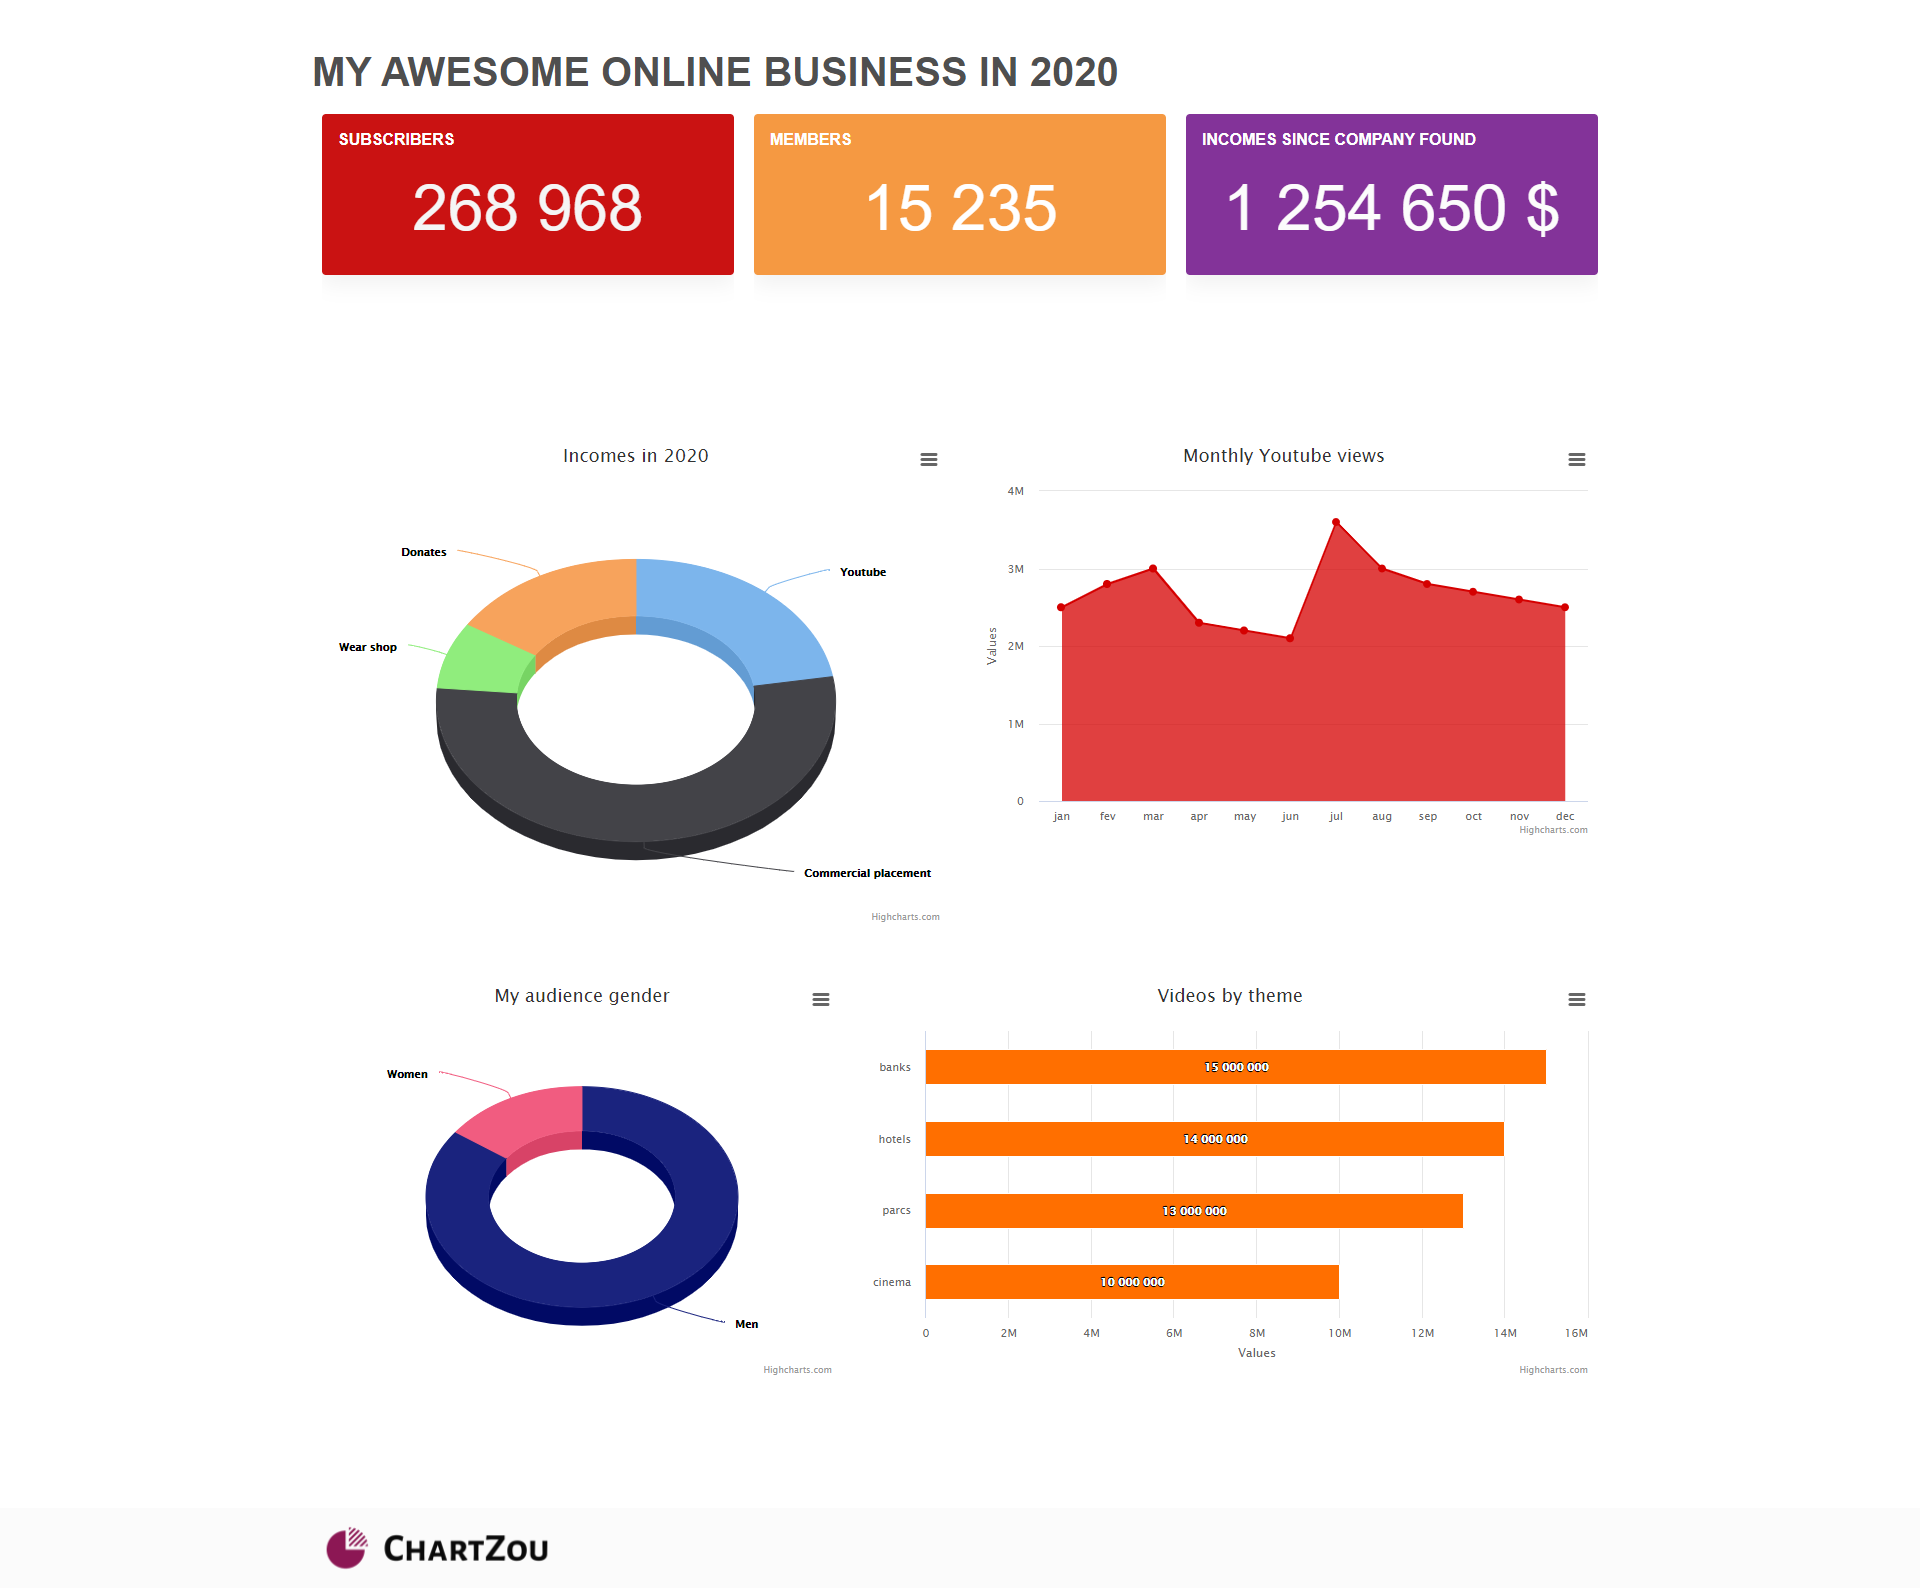 MY AWESOME ONLINE BUSINESS IN 2020
SUBSCRIBERS
268 968
MEMBERS
15 235
INCOMES SINCE COMPANY FOUND
1 254 650 $
Incomes in 2020
Donates
Youtube
Wear shop
Commercial placement
Highcharts.com
Monthly Youtube views
Values
4M
3M
2M
1M
0
jan fev mar apr may jun jul aug sep oct nov dec
Highcharts.com
My audience gender
Women
Men
Highcharts.com
Videos by theme
banks 15 000 000
hotels 14 000 000
parcs 13 000 000
cinema 10 000 000
0 2M 4M 6M 8M 10M 12M 14M 16M
Values
Highcharts.com
CHARTZOU